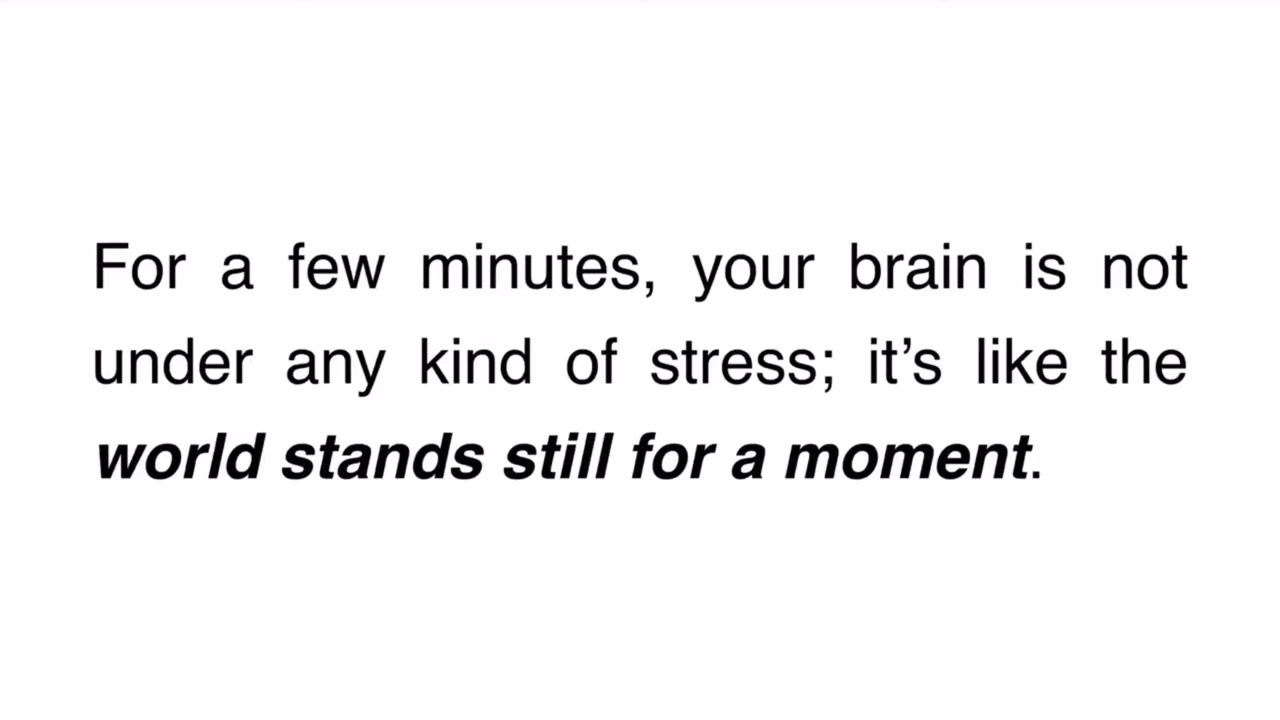 For a few minutes, your brain is not
under any kind of stress; it’s like the
world stands still for a moment.